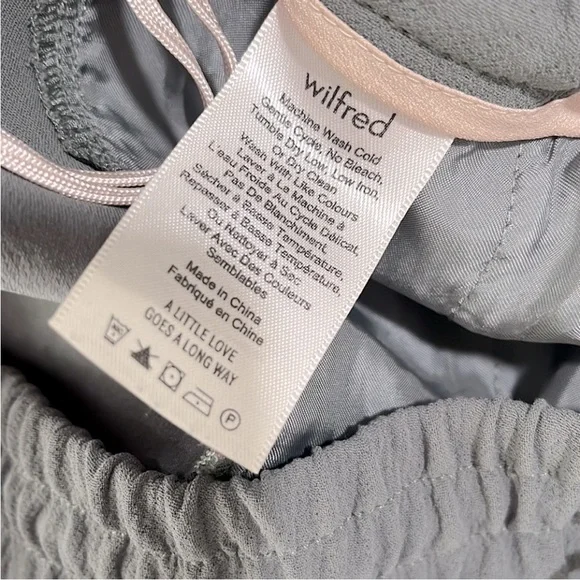 wilfred
Machine Wash Cold
Gentle Cycle, No Bleach,
Tumble Dry Low, Low Iron,
Or Dry Clean
Wash With Like Colours
Laver à La Machine à
L'eau Froide Au Cycle Délicat,
Pas De Blanchiment,
Sécher à Basse Température,
Repasser à Basse Température,
Ou Nettoyer à Sec
Laver Avec Des Couleurs
Semblables
Made in China
Fabriqué en Chine
A LITTLE LOVE
GOES A LONG WAY
P